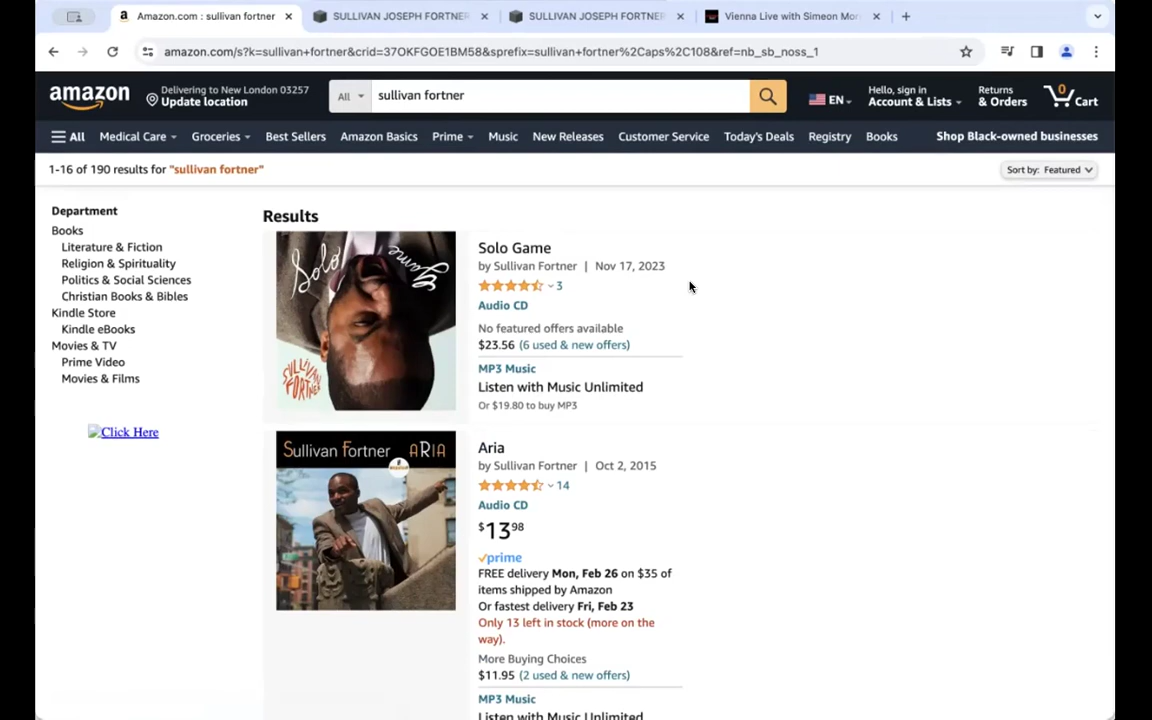 Amazon.com : sullivan fortner
SULLIVAN JOSEPH FORTNER
SULLIVAN JOSEPH FORTNER
Vienna Live with Simeon Mor
amazon.com/s?k=sullivan+fortner&crid=37OKFGOE1BM58&sprefix=sullivan+fortner%2Caps%2C108&ref=nb_sb_noss_1
amazon
Delivering to New London 03257
Update location
All
sullivan fortner
EN
Hello, sign in
Account & Lists
Returns
& Orders
0
Cart
All
Medical Care
Groceries
Best Sellers
Amazon Basics
Prime
Music
New Releases
Customer Service
Today's Deals
Registry
Books
Shop Black-owned businesses
1-16 of 190 results for "sullivan fortner"
Sort by: Featured
Department
Books
Literature & Fiction
Religion & Spirituality
Politics & Social Sciences
Christian Books & Bibles
Kindle Store
Kindle eBooks
Movies & TV
Prime Video
Movies & Films
Click Here
Results
Solo Game
SULLIVAN FORTNER
Solo Game
by Sullivan Fortner | Nov 17, 2023
3
Audio CD
No featured offers available
$23.56 (6 used & new offers)
MP3 Music
Listen with Music Unlimited
Or $19.80 to buy MP3
Sullivan Fortner ARIA
Aria
by Sullivan Fortner | Oct 2, 2015
14
Audio CD
$13 98
prime
FREE delivery Mon, Feb 26 on $35 of
items shipped by Amazon
Or fastest delivery Fri, Feb 23
Only 13 left in stock (more on the
way).
More Buying Choices
$11.95 (2 used & new offers)
MP3 Music
Listen with Music Unlimited